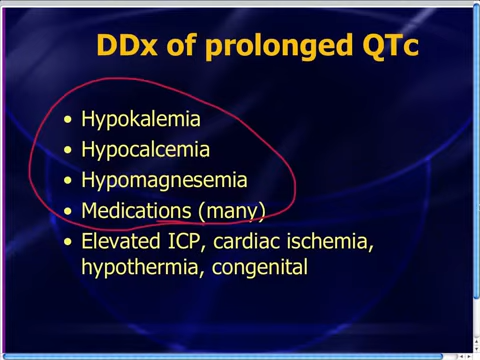 DDx of prolonged QTc
• Hypokalemia
• Hypocalcemia
• Hypomagnesemia
• Medications (many)
• Elevated ICP, cardiac ischemia,
hypothermia, congenital